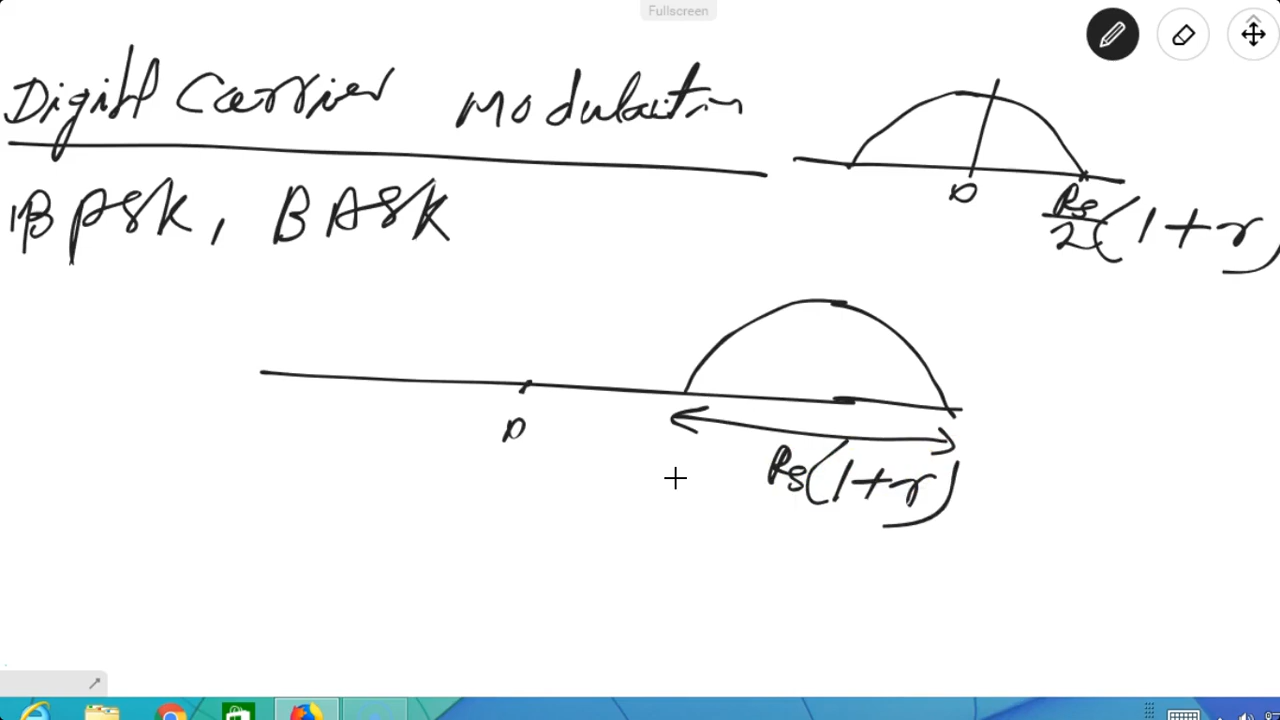 Fullscreen
Digital Carrier Modulation
BPSK, BASK
0
Rs/2 (1+r)
0
Rs(1+r)